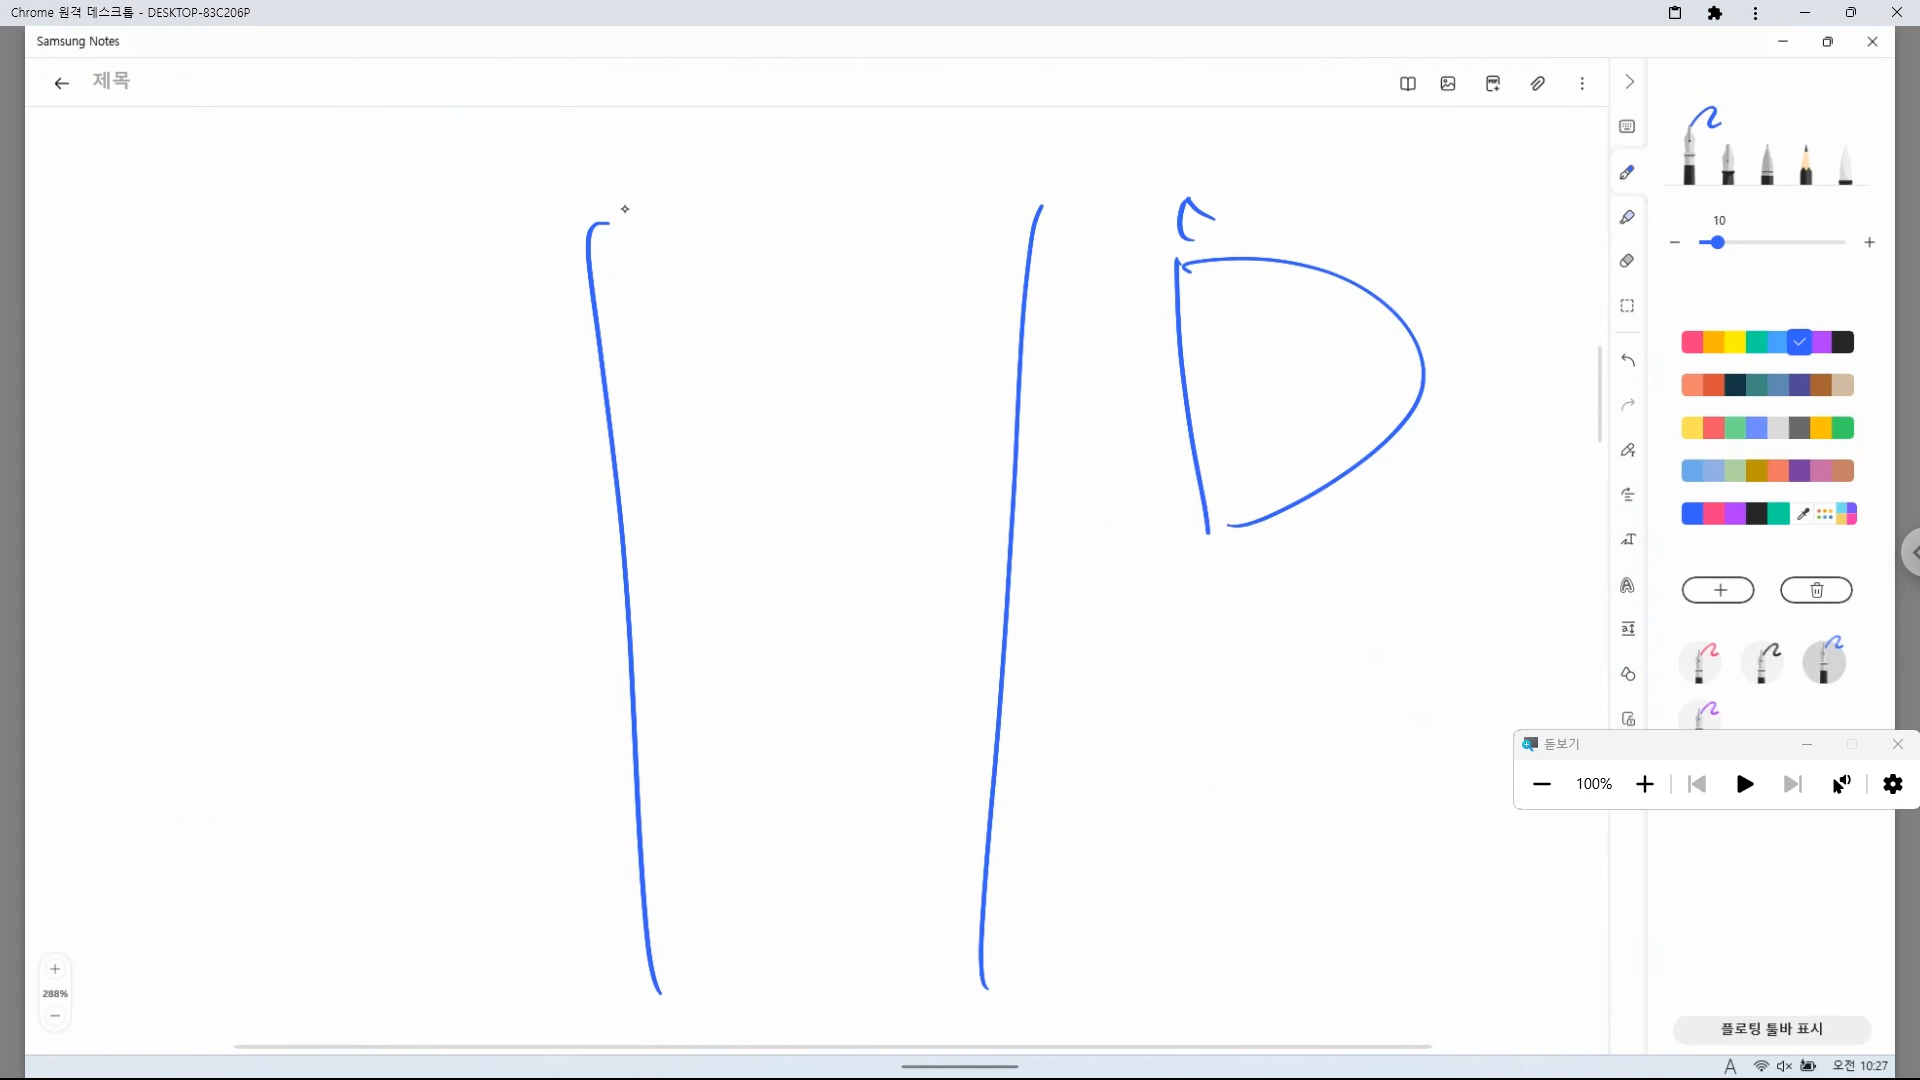 Chrome 원격 데스크톱 - DESKTOP-83C206P
Samsung Notes
제목
10
돋보기
100%
288%
플로팅 툴바 표시
A 오전 10:27